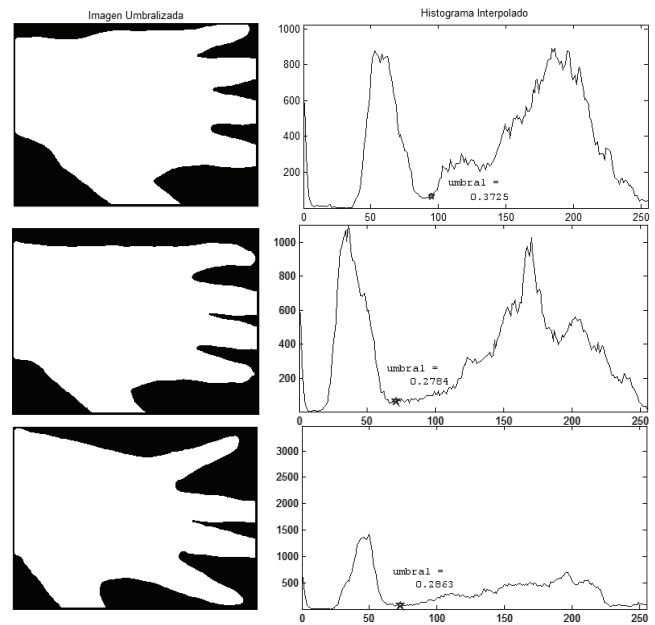 Imagen Umbralizada
Histograma Interpolado
1000
800
600
400
200
umbral =
0.3725
0 50 100 150 200 250
1000
800
600
400
200
umbral =
0.2784
0 50 100 150 200 250
3000
2500
2000
1500
1000
500
umbral =
0.2863
0 50 100 150 200 250